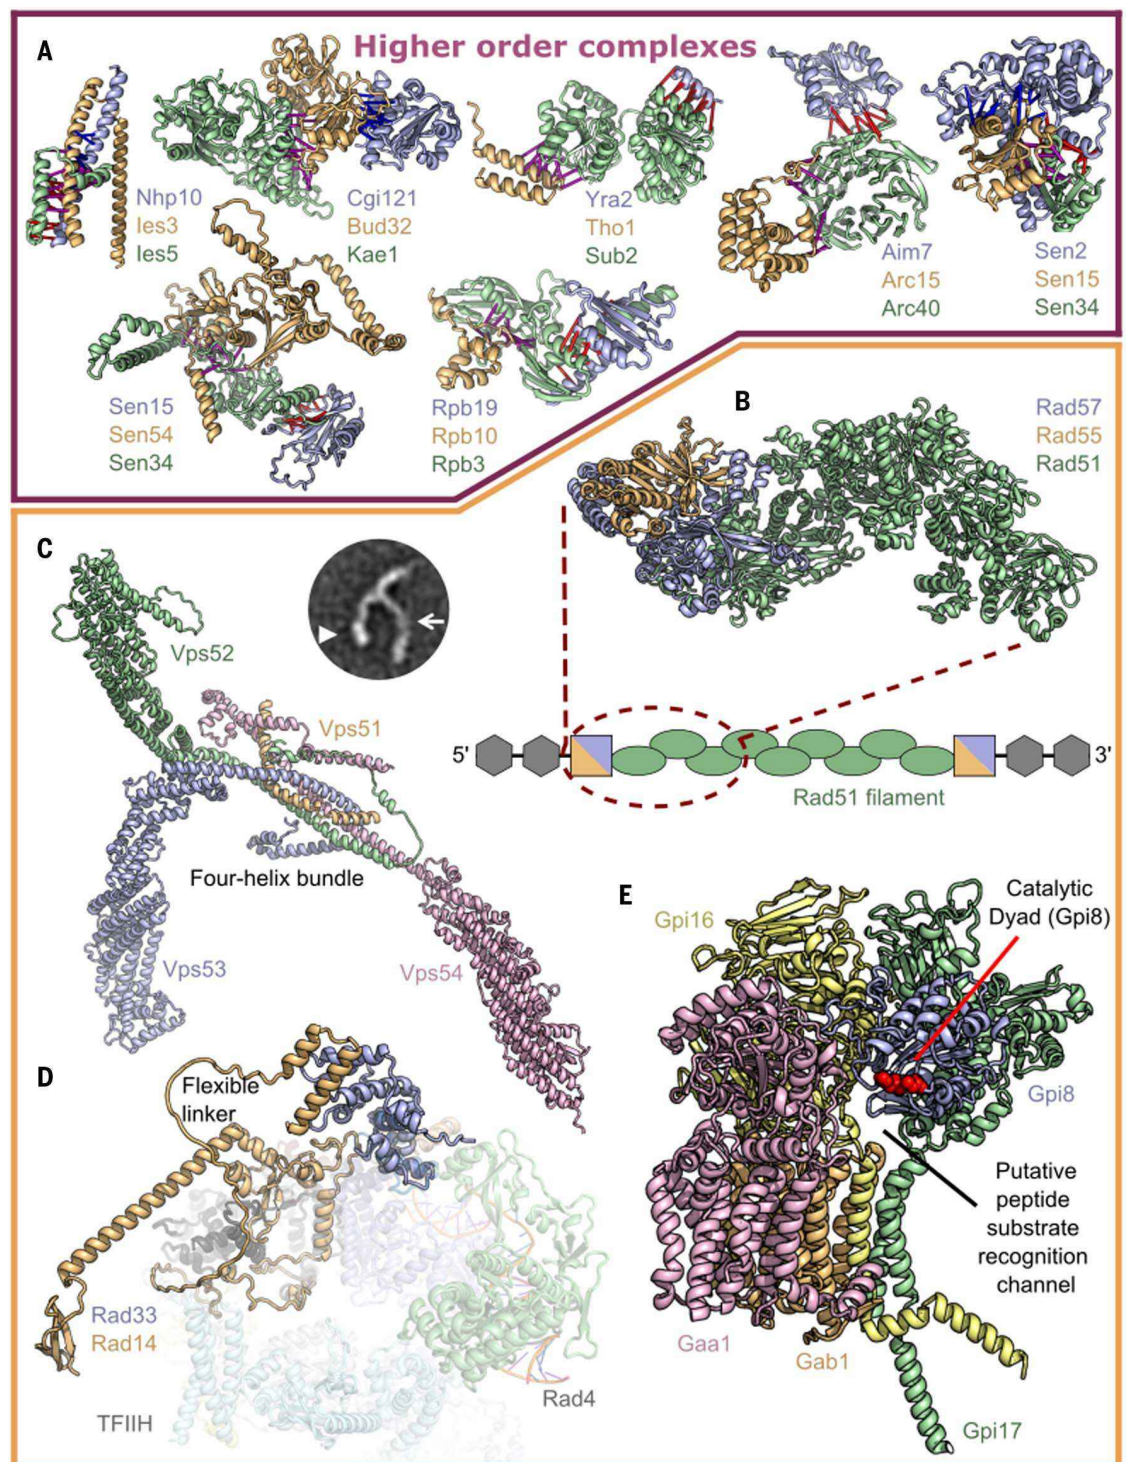 A
Higher order complexes
Nhp10
Ies3
Ies5
Cgi121
Bud32
Kae1
Yra2
Tho1
Sub2
Aim7
Arc15
Arc40
Sen2
Sen15
Sen34
Sen15
Sen54
Sen34
Rpb19
Rpb10
Rpb3
B
Rad57
Rad55
Rad51
5'
3'
Rad51 filament
C
Vps52
Vps51
Four-helix bundle
Vps53
Vps54
D
Flexible
linker
Rad33
Rad14
TFIIH
Rad4
E
Gpi16
Catalytic
Dyad (Gpi8)
Gpi8
Putative
peptide
substrate
recognition
channel
Gaa1
Gab1
Gpi17